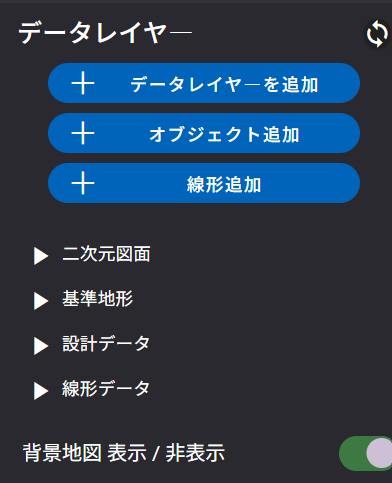 データレイヤ―
データレイヤ―を追加
オブジェクト追加
線形追加
二次元図面
基準地形
設計データ
線形データ
背景地図 表示 / 非表示